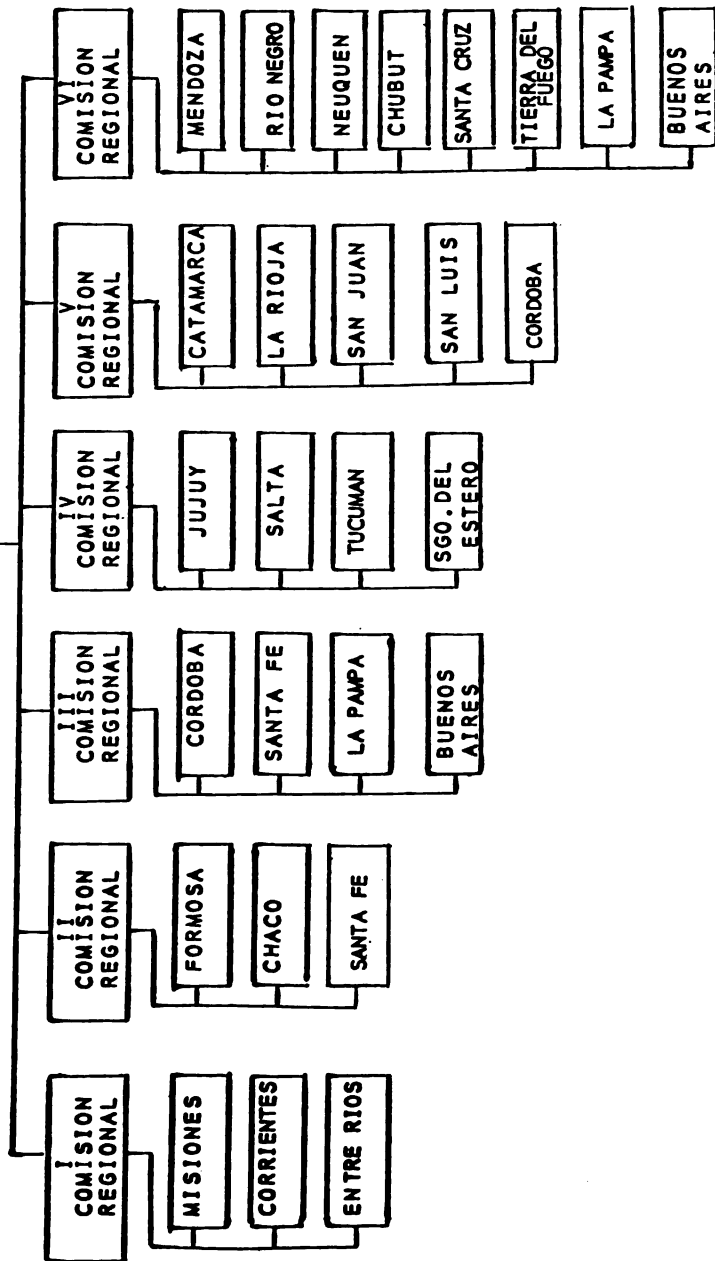 I
COMISION
REGIONAL
MISIONES
CORRIENTES
ENTRE RIOS
II
COMISION
REGIONAL
FORMOSA
CHACO
SANTA FE
III
COMISION
REGIONAL
CORDOBA
SANTA FE
LA PAMPA
BUENOS
AIRES
IV
COMISION
REGIONAL
JUJUY
SALTA
TUCUMAN
SGO.DEL
ESTERO
V
COMISION
REGIONAL
CATAMARCA
LA RIOJA
SAN JUAN
SAN LUIS
CORDOBA
VI
COMISION
REGIONAL
MENDOZA
RIO NEGRO
NEUQUEN
CHUBUT
SANTA CRUZ
TIERRA DEL
FUEGO
LA PAMPA
BUENOS
AIRES